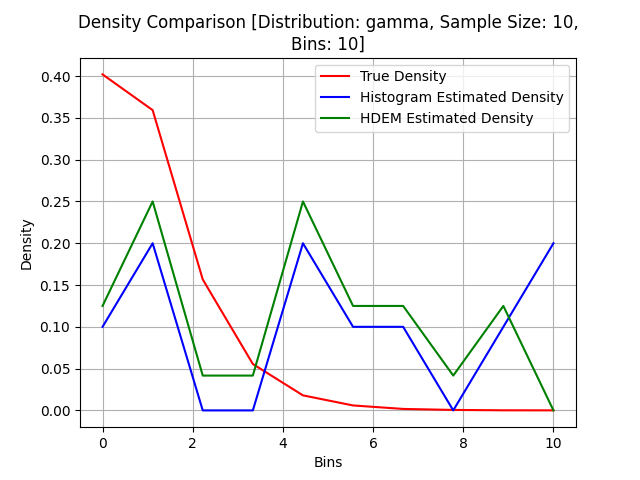 Density Comparison [Distribution: gamma, Sample Size: 10,
Bins: 10]
True Density
Histogram Estimated Density
HDEM Estimated Density
Density
0.40
0.35
0.30
0.25
0.20
0.15
0.10
0.05
0.00
0 2 4 6 8 10
Bins